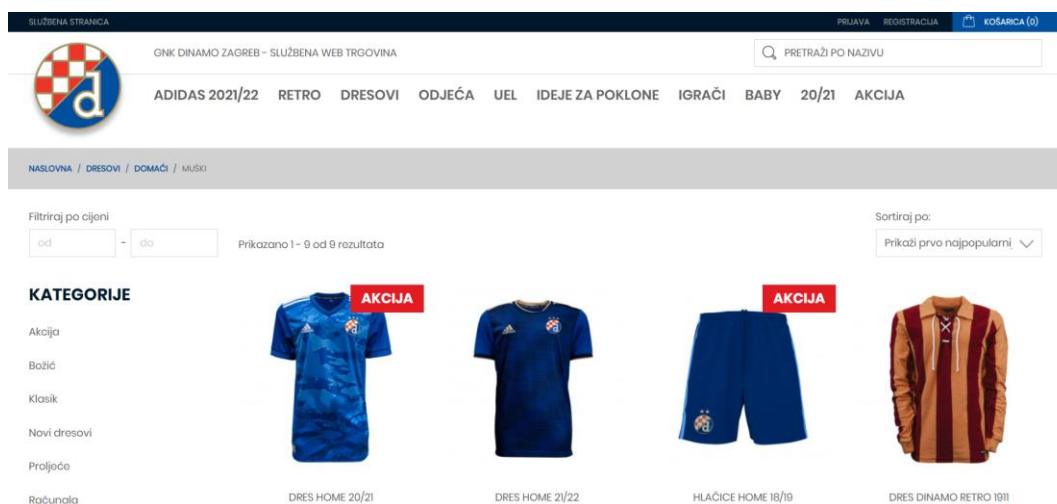 SLUŽBENA STRANICA
PRIJAVA REGISTRACIJA KOŠARICA (0)
GNK DINAMO ZAGREB - SLUŽBENA WEB TRGOVINA
PRETRAŽI PO NAZIVU
ADIDAS 2021/22 RETRO DRESOVI ODJEĆA UEL IDEJE ZA POKLONE IGRAČI BABY 20/21 AKCIJA
NASLOVNA / DRESOVI / DOMAĆI / MUŠKI
Filtriraj po cijeni
Sortiraj po:
od - do
Prikazano 1 - 9 od 9 rezultata
Prikaži prvo najpopularnij
KATEGORIJE
AKCIJA
AKCIJA
Akcija
Božić
Klasik
Novi dresovi
Proljeće
Računala
DRES HOME 20/21
DRES HOME 21/22
HLAČICE HOME 18/19
DRES DINAMO RETRO 1911